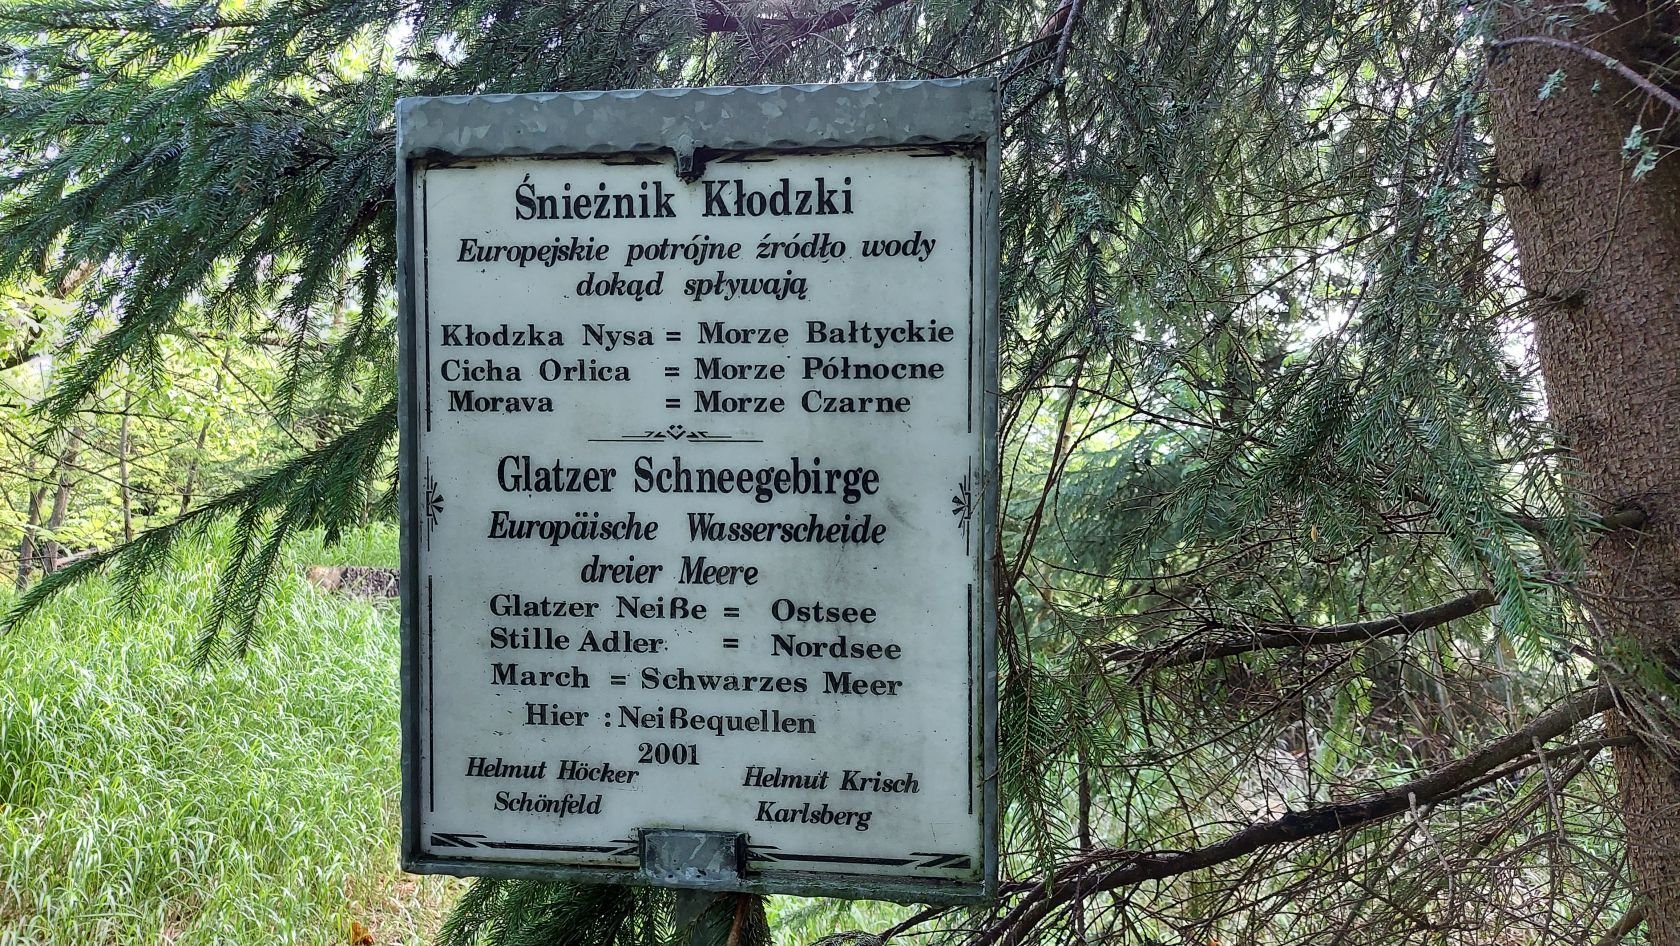 Śnieżnik Kłodzki
Europejskie potrójne źródło wody
dokąd spływają
Kłodzka Nysa = Morze Bałtyckie
Cicha Orlica = Morze Północne
Morava = Morze Czarne
Glatzer Schneegebirge
Europäische Wasserscheide
dreier Meere
Glatzer Neiße = Ostsee
Stille Adler = Nordsee
March = Schwarzes Meer
Hier : Neißequellen
2001
Helmut Höcker
Schönfeld
Helmut Krisch
Karlsberg